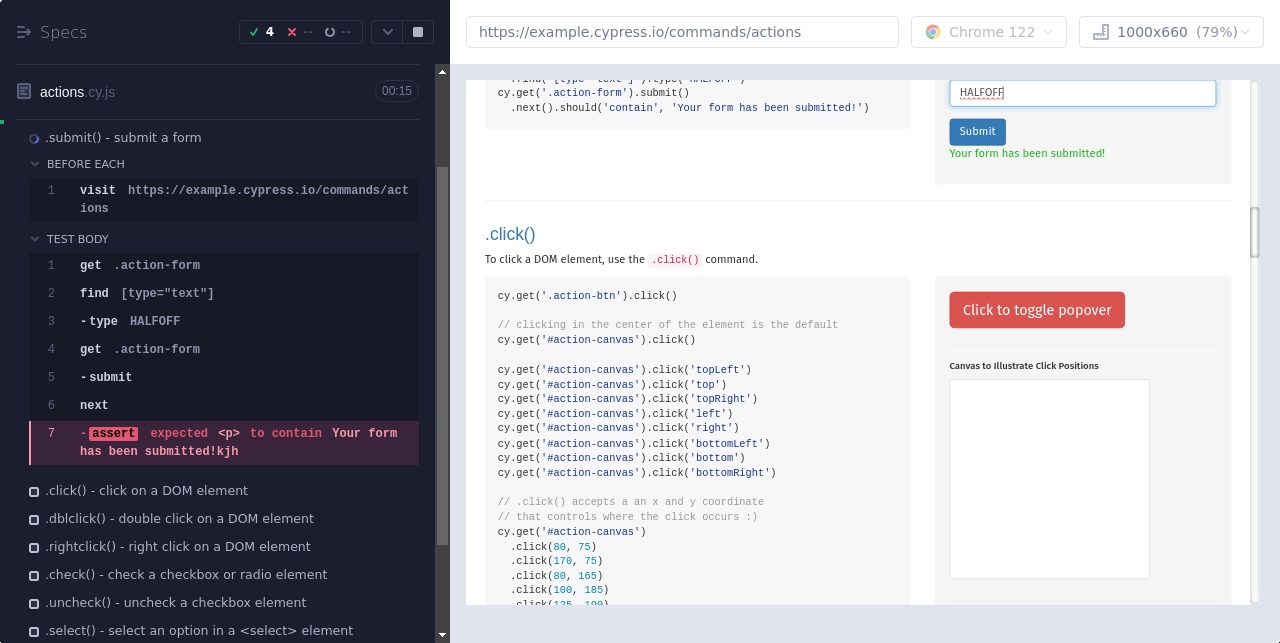 Specs
4 -- --
actions.cy.js 00:15
.submit() - submit a form
BEFORE EACH
1 visit https://example.cypress.io/commands/act
ions
TEST BODY
1 get .action-form
2 find [type="text"]
3 -type HALFOFF
4 get .action-form
5 -submit
6 next
7 -assert expected <p> to contain Your form
has been submitted!kjh
.click() - click on a DOM element
.dblclick() - double click on a DOM element
.rightclick() - right click on a DOM element
.check() - check a checkbox or radio element
.uncheck() - uncheck a checkbox element
.select() - select an option in a <select> element
https://example.cypress.io/commands/actions
Chrome 122
1000x660 (79%)
.find('[type="text"]').type('HALFOFF')
cy.get('.action-form').submit()
.next().should('contain', 'Your form has been submitted!')
HALFOFF
Submit
Your form has been submitted!
.click()
To click a DOM element, use the .click() command.
cy.get('.action-btn').click()
// clicking in the center of the element is the default
cy.get('#action-canvas').click()
cy.get('#action-canvas').click('topLeft')
cy.get('#action-canvas').click('top')
cy.get('#action-canvas').click('topRight')
cy.get('#action-canvas').click('left')
cy.get('#action-canvas').click('right')
cy.get('#action-canvas').click('bottomLeft')
cy.get('#action-canvas').click('bottom')
cy.get('#action-canvas').click('bottomRight')
// .click() accepts a an x and y coordinate
// that controls where the click occurs :)
cy.get('#action-canvas')
.click(80, 75)
.click(170, 75)
.click(80, 165)
.click(100, 185)
.click(125, 190)
Click to toggle popover
Canvas to Illustrate Click Positions